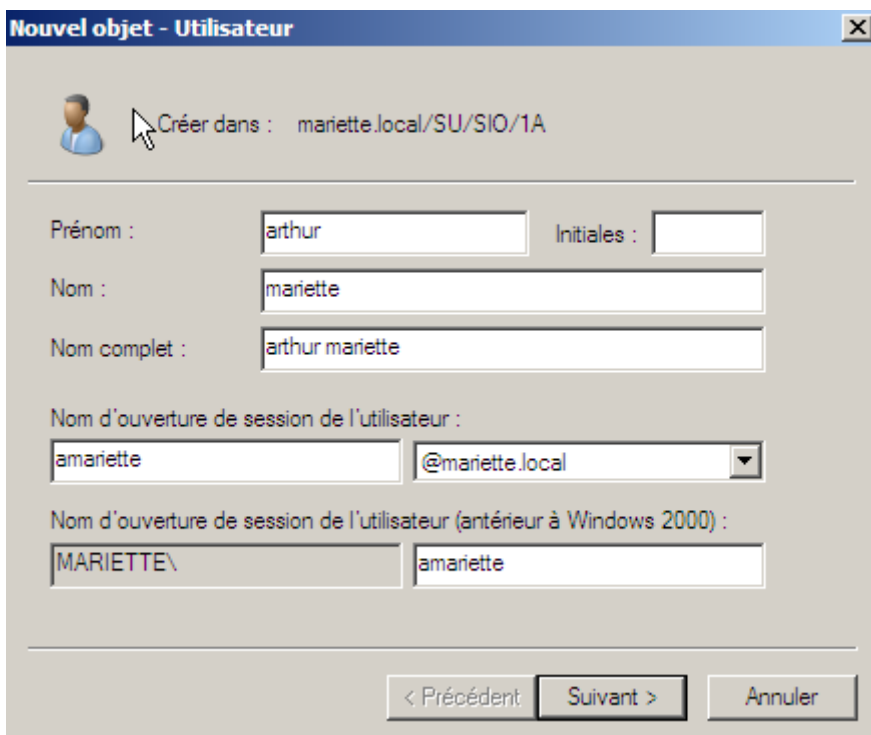 Nouvel objet - Utilisateur
Créer dans : mariette.local/SU/SIO/1A
Prénom : arthur Initiales :
Nom : mariette
Nom complet : arthur mariette
Nom d'ouverture de session de l'utilisateur :
amariette @mariette.local
Nom d'ouverture de session de l'utilisateur (antérieur à Windows 2000) :
MARIETTE\ amariette
< Précédent Suivant > Annuler